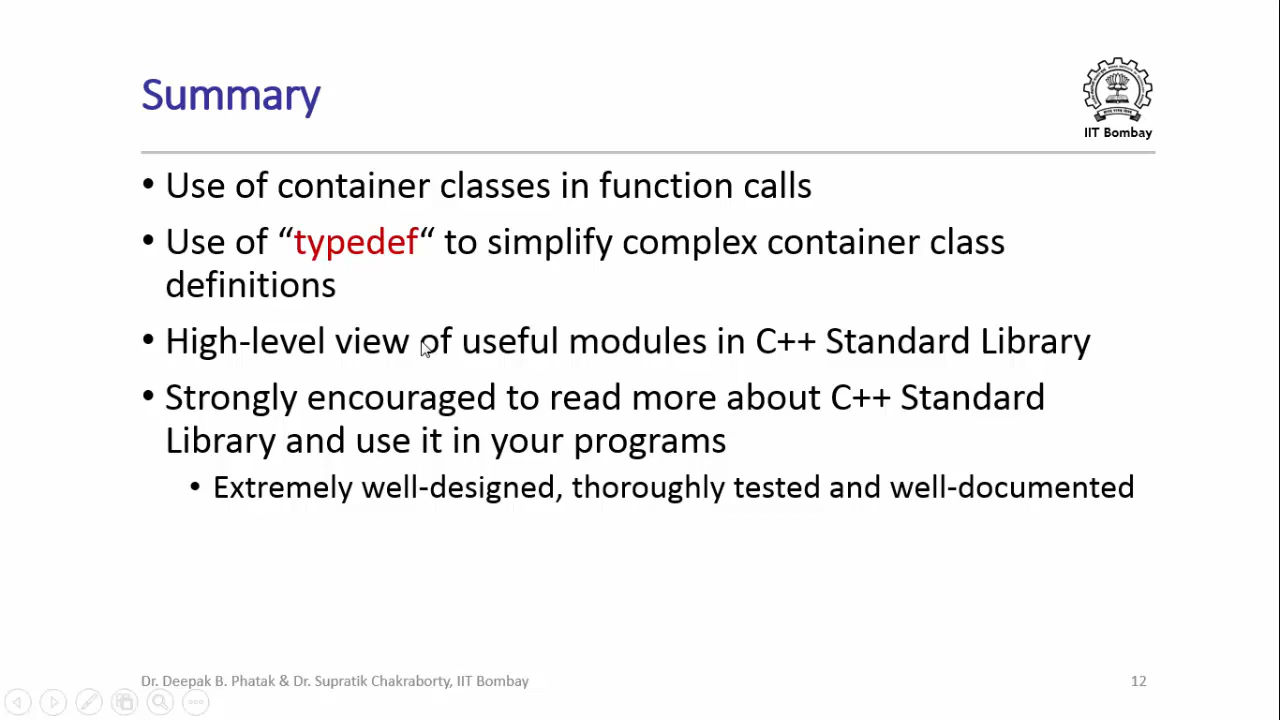 Summary
IIT Bombay
• Use of container classes in function calls
• Use of “typedef“ to simplify complex container class
definitions
• High-level view of useful modules in C++ Standard Library
• Strongly encouraged to read more about C++ Standard
Library and use it in your programs
• Extremely well-designed, thoroughly tested and well-documented
Dr. Deepak B. Phatak & Dr. Supratik Chakraborty, IIT Bombay
12